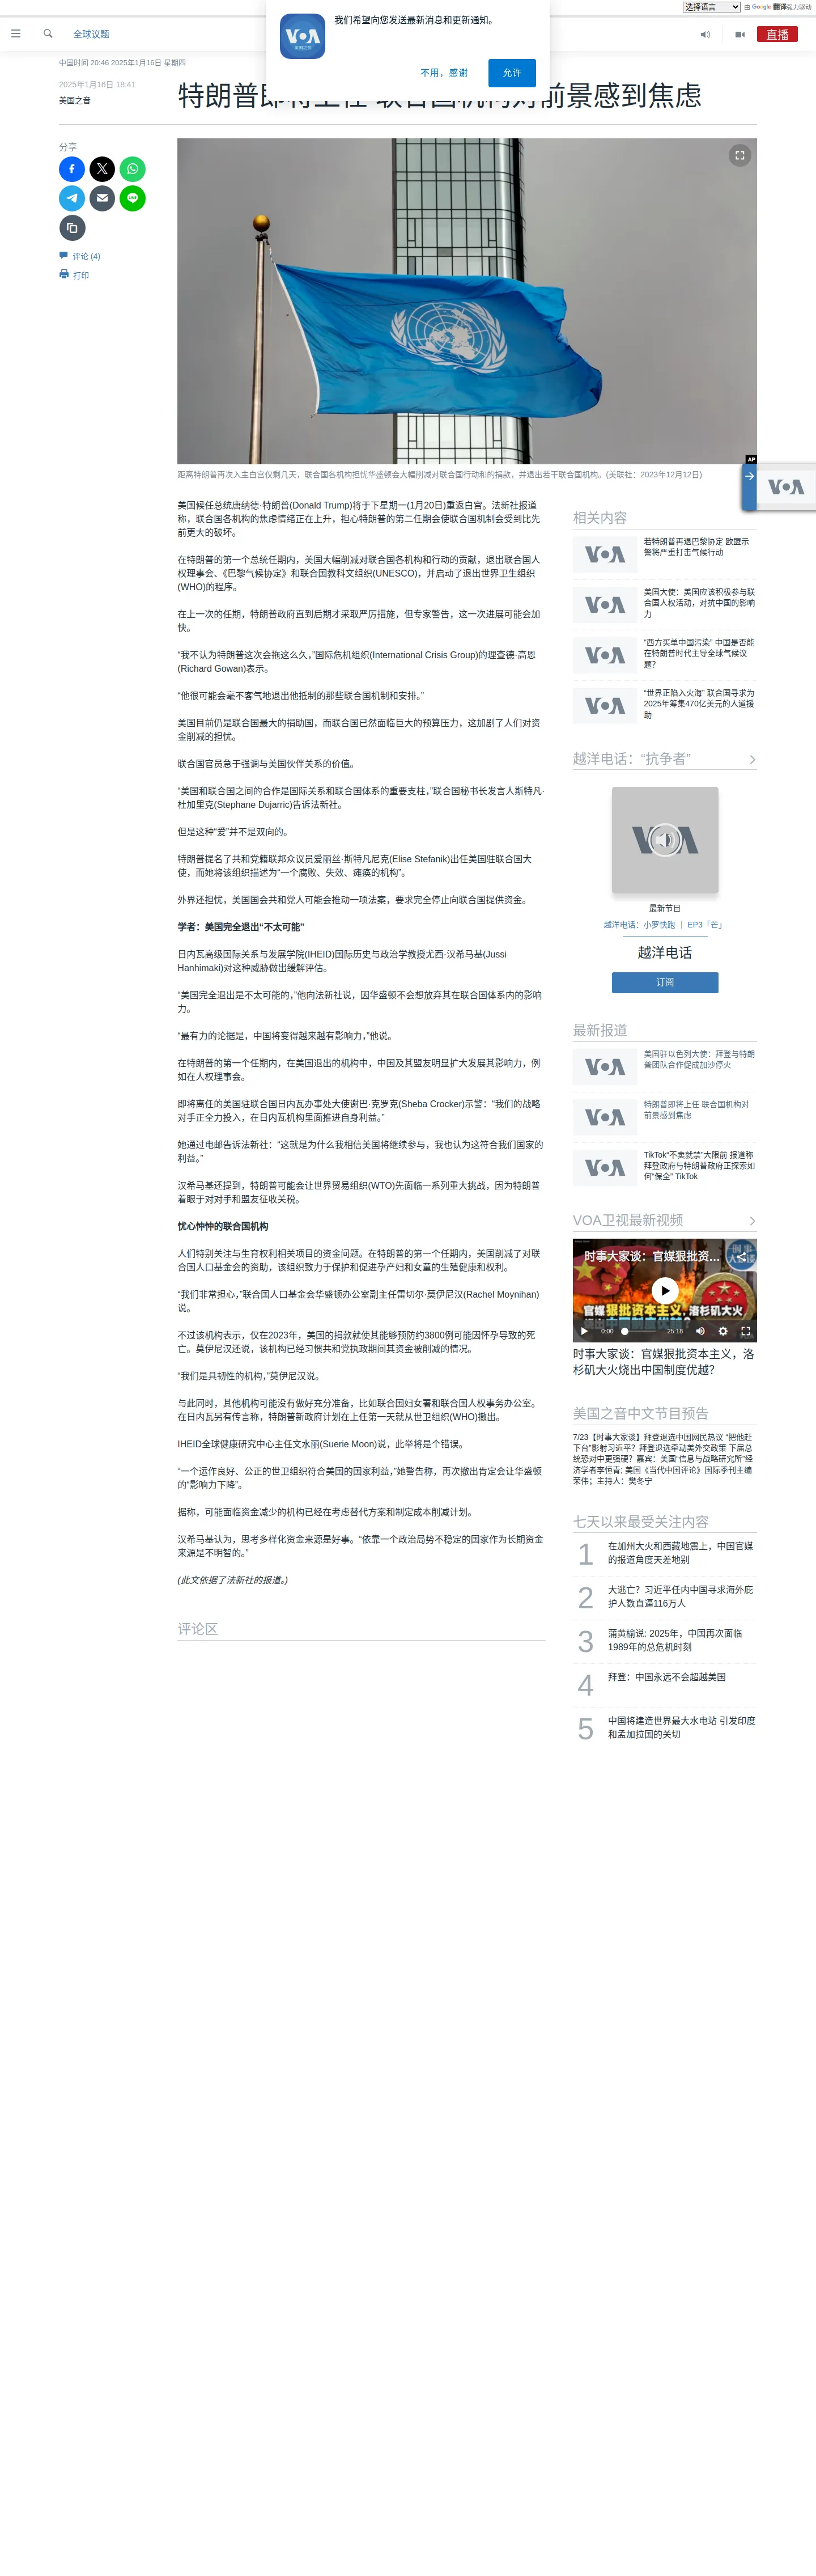 选择语言 由 Google 翻译强力驱动
我们希望向您发送最新消息和更新通知。
VOA
美国之音
不用，感谢
允许
全球议题
直播
中国时间 20:46 2025年1月16日 星期四
2025年1月16日 18:41
美国之音
特朗普即将上任 联合国机构对前景感到焦虑
分享
评论 (4)
打印
AP
VOA
距离特朗普再次入主白宫仅剩几天，联合国各机构担忧华盛顿会大幅削减对联合国行动和的捐款，并退出若干联合国机构。(美联社：2023年12月12日)
美国候任总统唐纳德·特朗普(Donald Trump)将于下星期一(1月20日)重返白宫。法新社报道
称，联合国各机构的焦虑情绪正在上升，担心特朗普的第二任期会使联合国机制会受到比先
前更大的破坏。
在特朗普的第一个总统任期内，美国大幅削减对联合国各机构和行动的贡献，退出联合国人
权理事会、《巴黎气候协定》和联合国教科文组织(UNESCO)，并启动了退出世界卫生组织
(WHO)的程序。
在上一次的任期，特朗普政府直到后期才采取严厉措施，但专家警告，这一次进展可能会加
快。
“我不认为特朗普这次会拖这么久，”国际危机组织(International Crisis Group)的理查德·高恩
(Richard Gowan)表示。
“他很可能会毫不客气地退出他抵制的那些联合国机制和安排。”
美国目前仍是联合国最大的捐助国，而联合国已然面临巨大的预算压力，这加剧了人们对资
金削减的担忧。
联合国官员急于强调与美国伙伴关系的价值。
“美国和联合国之间的合作是国际关系和联合国体系的重要支柱，”联合国秘书长发言人斯特凡·
杜加里克(Stephane Dujarric)告诉法新社。
但是这种“爱”并不是双向的。
特朗普提名了共和党籍联邦众议员爱丽丝·斯特凡尼克(Elise Stefanik)出任美国驻联合国大
使，而她将该组织描述为“一个腐败、失效、瘫痪的机构”。
外界还担忧，美国国会共和党人可能会推动一项法案，要求完全停止向联合国提供资金。
学者：美国完全退出“不太可能”
日内瓦高级国际关系与发展学院(IHEID)国际历史与政治学教授尤西·汉希马基(Jussi
Hanhimaki)对这种威胁做出缓解评估。
“美国完全退出是不太可能的，”他向法新社说，因华盛顿不会想放弃其在联合国体系内的影响
力。
“最有力的论据是，中国将变得越来越有影响力，”他说。
在特朗普的第一个任期内，在美国退出的机构中，中国及其盟友明显扩大发展其影响力，例
如在人权理事会。
即将离任的美国驻联合国日内瓦办事处大使谢巴·克罗克(Sheba Crocker)示警：“我们的战略
对手正全力投入，在日内瓦机构里面推进自身利益。”
她通过电邮告诉法新社：“这就是为什么我相信美国将继续参与，我也认为这符合我们国家的
利益。”
汉希马基还提到，特朗普可能会让世界贸易组织(WTO)先面临一系列重大挑战，因为特朗普
着眼于对对手和盟友征收关税。
忧心忡忡的联合国机构
人们特别关注与生育权利相关项目的资金问题。在特朗普的第一个任期内，美国削减了对联
合国人口基金会的资助，该组织致力于保护和促进孕产妇和女童的生殖健康和权利。
“我们非常担心，”联合国人口基金会华盛顿办公室副主任雷切尔·莫伊尼汉(Rachel Moynihan)
说。
不过该机构表示，仅在2023年，美国的捐款就使其能够预防约3800例可能因怀孕导致的死
亡。莫伊尼汉还说，该机构已经习惯共和党执政期间其资金被削减的情况。
“我们是具韧性的机构，”莫伊尼汉说。
与此同时，其他机构可能没有做好充分准备，比如联合国妇女署和联合国人权事务办公室。
在日内瓦另有传言称，特朗普新政府计划在上任第一天就从世卫组织(WHO)撤出。
IHEID全球健康研究中心主任文水丽(Suerie Moon)说，此举将是个错误。
“一个运作良好、公正的世卫组织符合美国的国家利益，”她警告称，再次撤出肯定会让华盛顿
的“影响力下降”。
据称，可能面临资金减少的机构已经在考虑替代方案和制定成本削减计划。
汉希马基认为，思考多样化资金来源是好事。“依靠一个政治局势不稳定的国家作为长期资金
来源是不明智的。”
(此文依据了法新社的报道。)
评论区
相关内容
VOA
若特朗普再退巴黎协定 欧盟示
警将严重打击气候行动
VOA
美国大使：美国应该积极参与联
合国人权活动，对抗中国的影响
力
VOA
“西方买单中国污染” 中国是否能
在特朗普时代主导全球气候议
题？
VOA
“世界正陷入火海” 联合国寻求为
2025年筹集470亿美元的人道援
助
越洋电话：“抗争者”
VOA
最新节目
越洋电话：小罗快跑 ｜ EP3「芒」
越洋电话
订阅
最新报道
VOA
美国驻以色列大使：拜登与特朗
普团队合作促成加沙停火
VOA
特朗普即将上任 联合国机构对
前景感到焦虑
VOA
TikTok“不卖就禁”大限前 报道称
拜登政府与特朗普政府正探索如
何“保全” TikTok
VOA卫视最新视频
时事大家谈：官媒狠批资…
官媒狠批资本主义，洛杉矶大火
0:00
25:18
时事大家谈：官媒狠批资本主义，洛
杉矶大火烧出中国制度优越？
美国之音中文节目预告
7/23【时事大家谈】拜登退选中国网民热议 “把他赶
下台”影射习近平？拜登退选牵动美外交政策 下届总
统恐对中更强硬？嘉宾：美国“信息与战略研究所”经
济学者李恒青; 美国《当代中国评论》国际季刊主编
荣伟；主持人：樊冬宁
七天以来最受关注内容
1
在加州大火和西藏地震上，中国官媒
的报道角度天差地别
2
大逃亡？习近平任内中国寻求海外庇
护人数直逼116万人
3
蒲黄榆说: 2025年，中国再次面临
1989年的总危机时刻
4
拜登：中国永远不会超越美国
5
中国将建造世界最大水电站 引发印度
和孟加拉国的关切